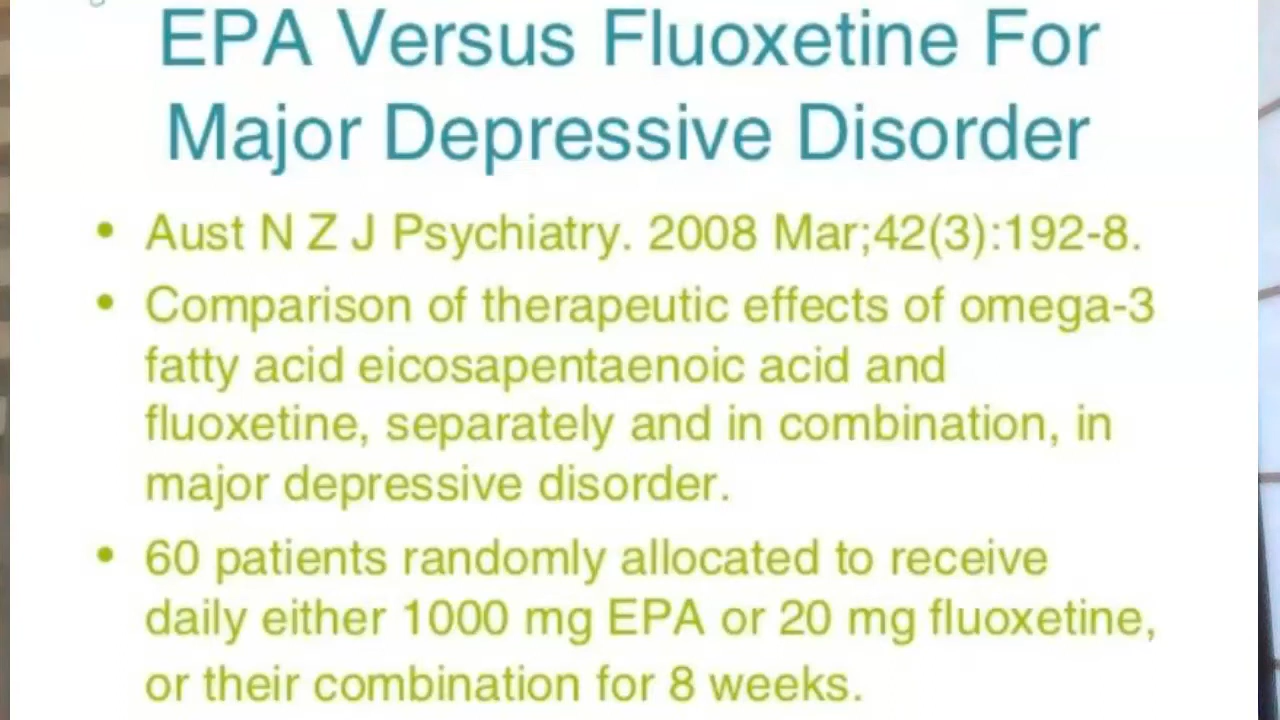 EPA Versus Fluoxetine For
Major Depressive Disorder
• Aust N Z J Psychiatry. 2008 Mar;42(3):192-8.
• Comparison of therapeutic effects of omega-3
fatty acid eicosapentaenoic acid and
fluoxetine, separately and in combination, in
major depressive disorder.
• 60 patients randomly allocated to receive
daily either 1000 mg EPA or 20 mg fluoxetine,
or their combination for 8 weeks.